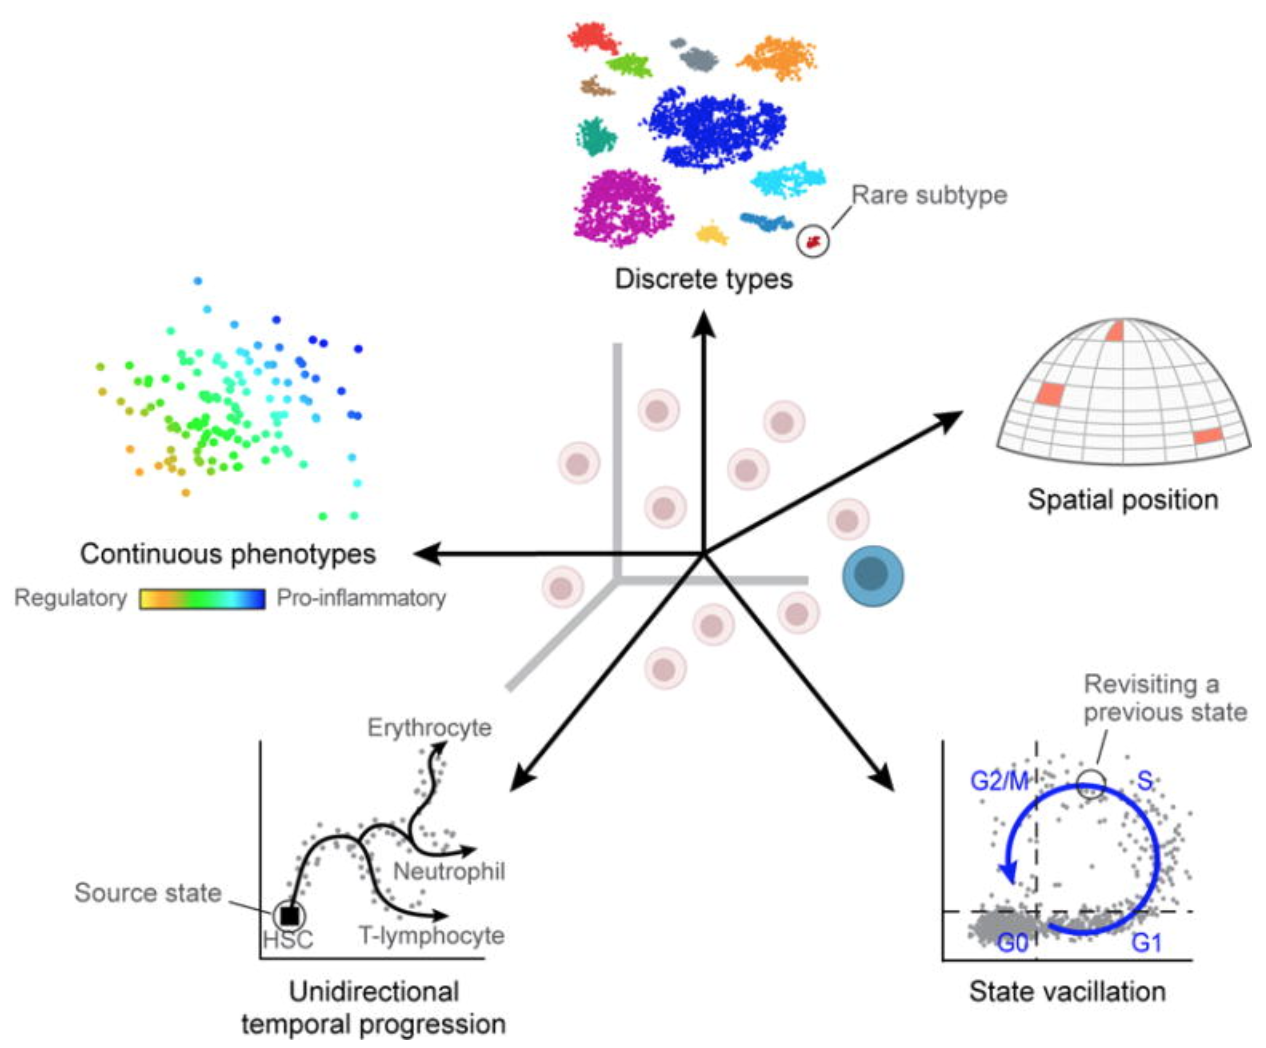 Rare subtype
Discrete types
Spatial position
Continuous phenotypes
Regulatory
Pro-inflammatory
Revisiting a
previous state
G2/M
S
G0
G1
State vacillation
Erythrocyte
Neutrophil
Source state
HSC
T-lymphocyte
Unidirectional
temporal progression